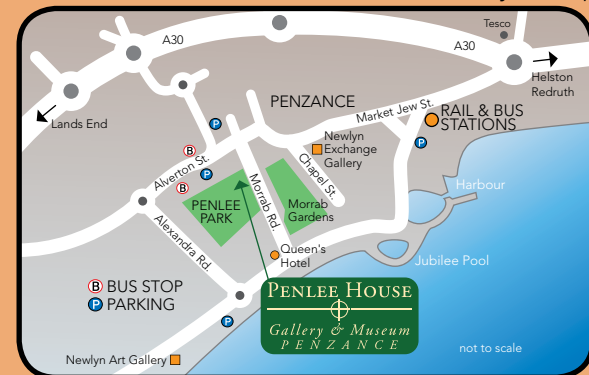 Tesco
A30
A30
Helston
Redruth
Lands End
PENZANCE
Market Jew St.
RAIL & BUS
STATIONS
P
P
Newlyn
Exchange
Gallery
B
Alverton St.
P
B
Chapel St.
Harbour
PENLEE
PARK
Morrab Rd.
Morrab
Gardens
Alexandra Rd.
Queen's
Hotel
Jubilee Pool
B BUS STOP
P PARKING
PENLEE HOUSE
Gallery & Museum
PENZANCE
P
not to scale
Newlyn Art Gallery